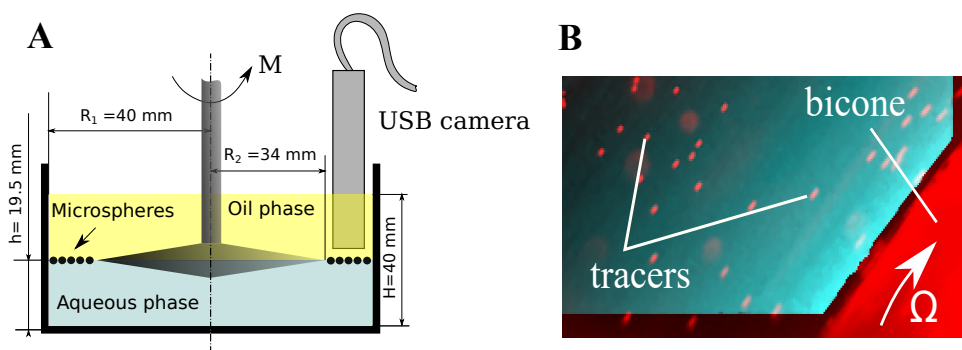 A
M
R₁ =40 mm
USB camera
R₂ = 34 mm
h= 19.5 mm
Microspheres
Oil phase
H=40 mm
Aqueous phase
B
bicone
tracers
Ω